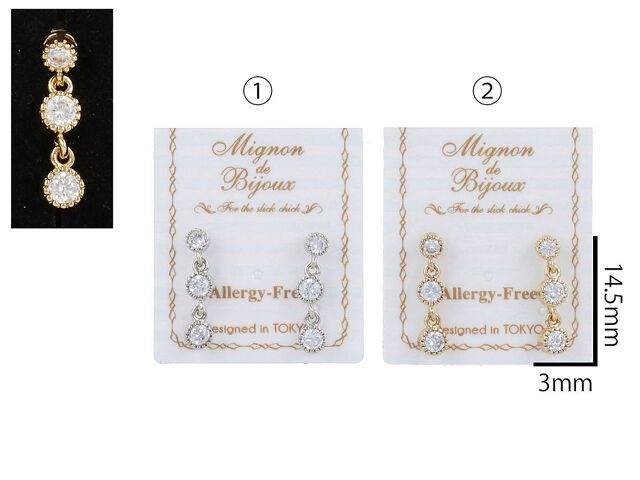 ① ②
Mignon
de
Bijoux
For the slick chick
Allergy-Free
Designed in TOKYO
Mignon
de
Bijoux
For the slick chick
Allergy-Free
Designed in TOKYO
14.5mm
3mm